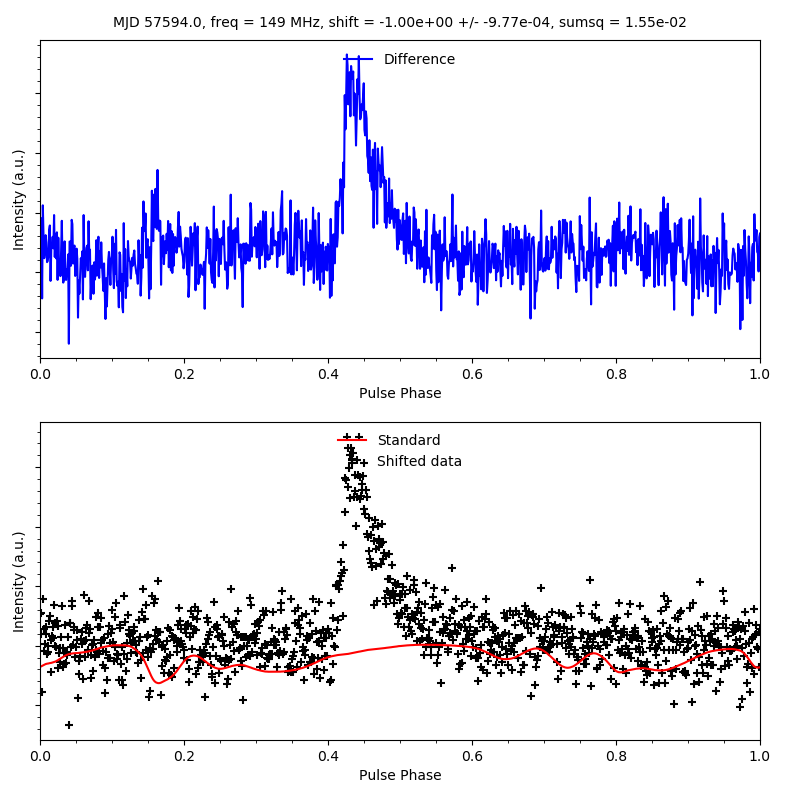 MJD 57594.0, freq = 149 MHz, shift = -1.00e+00 +/- -9.77e-04, sumsq = 1.55e-02
Intensity (a.u.)
Difference
0.0 0.2 0.4 0.6 0.8 1.0
Pulse Phase
Intensity (a.u.)
Standard
Shifted data
0.0 0.2 0.4 0.6 0.8 1.0
Pulse Phase